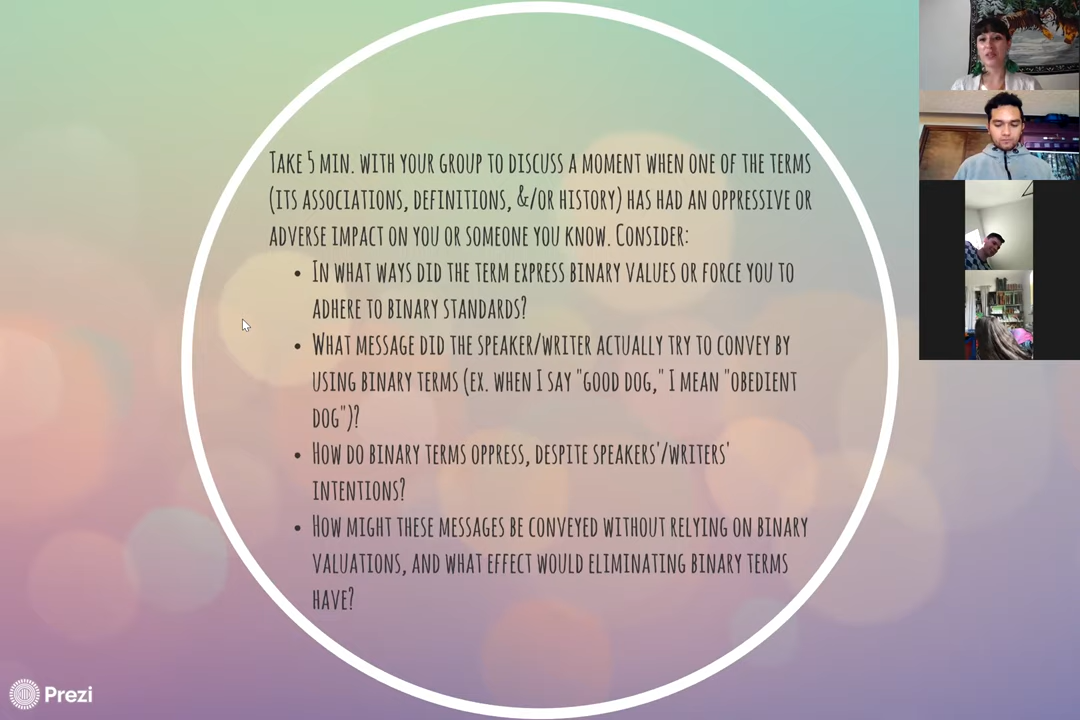 Take 5 min. with your group to discuss a moment when one of the terms
(its associations, definitions, &/or history) has had an oppressive or
adverse impact on you or someone you know. Consider:
• In what ways did the term express binary values or force you to
adhere to binary standards?
• What message did the speaker/writer actually try to convey by
using binary terms (ex. when I say "good dog," I mean "obedient
dog")?
• How do binary terms oppress, despite speakers'/writers'
intentions?
• How might these messages be conveyed without relying on binary
valuations, and what effect would eliminating binary terms
have?
Prezi